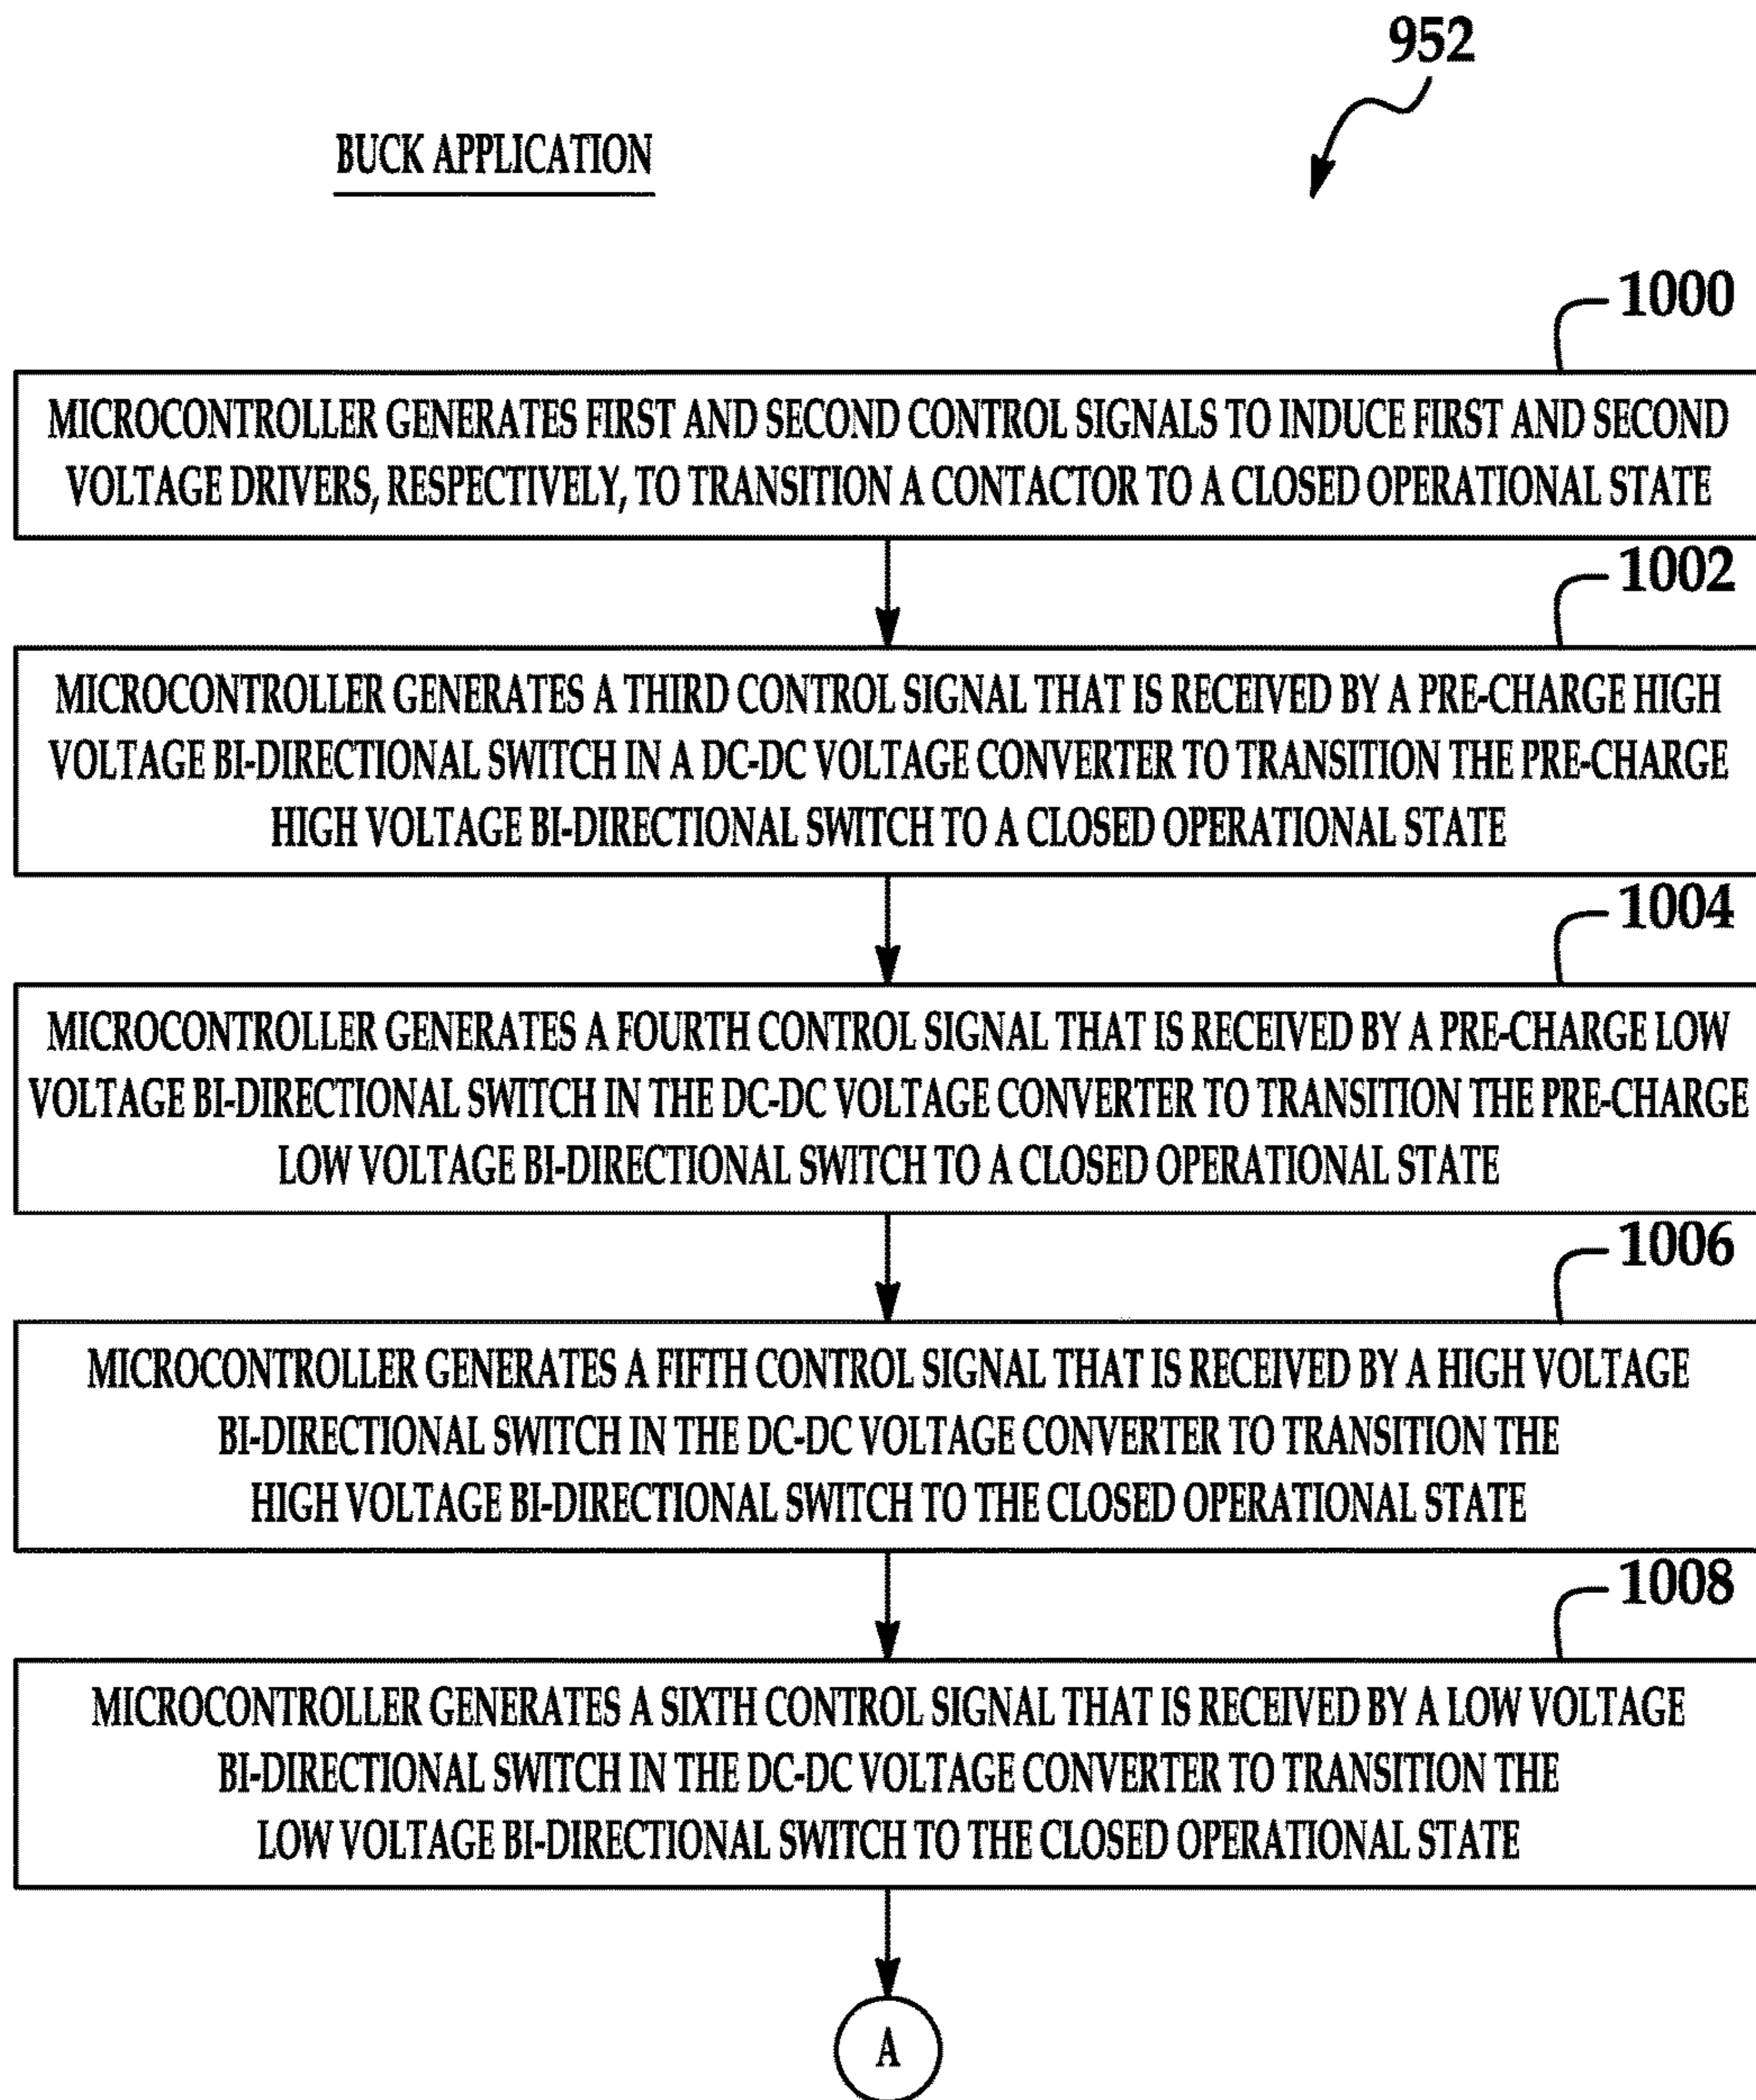 952
BUCK APPLICATION
1000
MICROCONTROLLER GENERATES FIRST AND SECOND CONTROL SIGNALS TO INDUCE FIRST AND SECOND
VOLTAGE DRIVERS, RESPECTIVELY, TO TRANSITION A CONTACTOR TO A CLOSED OPERATIONAL STATE
1002
MICROCONTROLLER GENERATES A THIRD CONTROL SIGNAL THAT IS RECEIVED BY A PRE-CHARGE HIGH
VOLTAGE BI-DIRECTIONAL SWITCH IN A DC-DC VOLTAGE CONVERTER TO TRANSITION THE PRE-CHARGE
HIGH VOLTAGE BI-DIRECTIONAL SWITCH TO A CLOSED OPERATIONAL STATE
1004
MICROCONTROLLER GENERATES A FOURTH CONTROL SIGNAL THAT IS RECEIVED BY A PRE-CHARGE LOW
VOLTAGE BI-DIRECTIONAL SWITCH IN THE DC-DC VOLTAGE CONVERTER TO TRANSITION THE PRE-CHARGE
LOW VOLTAGE BI-DIRECTIONAL SWITCH TO A CLOSED OPERATIONAL STATE
1006
MICROCONTROLLER GENERATES A FIFTH CONTROL SIGNAL THAT IS RECEIVED BY A HIGH VOLTAGE
BI-DIRECTIONAL SWITCH IN THE DC-DC VOLTAGE CONVERTER TO TRANSITION THE
HIGH VOLTAGE BI-DIRECTIONAL SWITCH TO THE CLOSED OPERATIONAL STATE
1008
MICROCONTROLLER GENERATES A SIXTH CONTROL SIGNAL THAT IS RECEIVED BY A LOW VOLTAGE
BI-DIRECTIONAL SWITCH IN THE DC-DC VOLTAGE CONVERTER TO TRANSITION THE
LOW VOLTAGE BI-DIRECTIONAL SWITCH TO THE CLOSED OPERATIONAL STATE
A